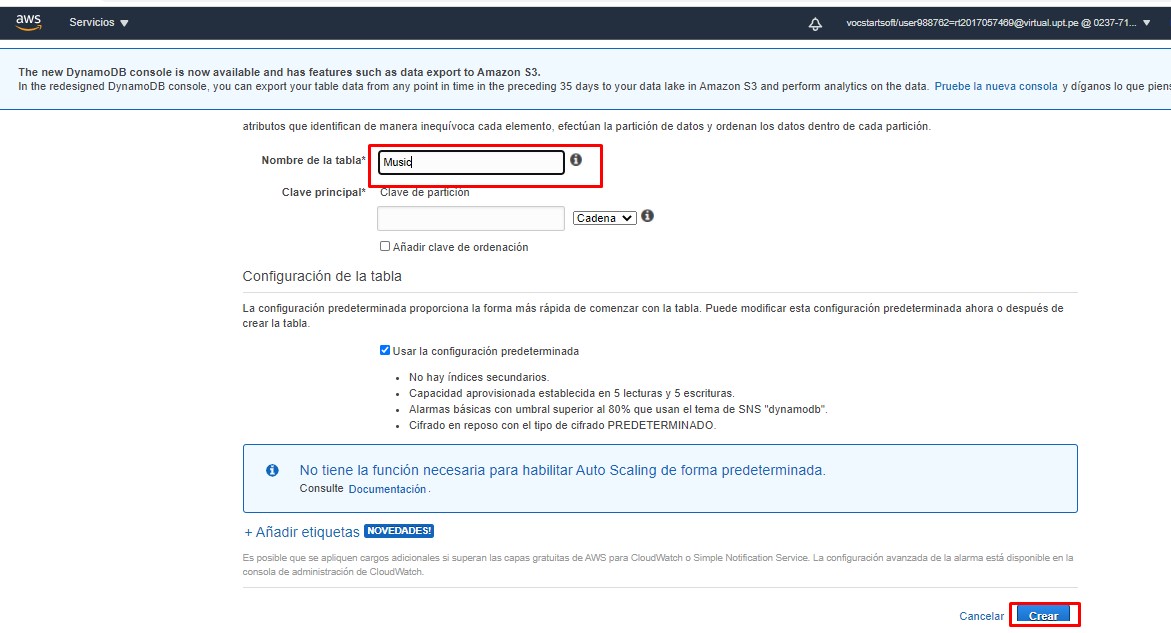 aws
Servicios
vocstartsoft/user988762=rt2017057469@virtual.upt.pe @ 0237-71...
The new DynamoDB console is now available and has features such as data export to Amazon S3.
In the redesigned DynamoDB console, you can export your table data from any point in time in the preceding 35 days to your data lake in Amazon S3 and perform analytics on the data. Pruebe la nueva consola y díganos lo que piens
atributos que identifican de manera inequívoca cada elemento, efectúan la partición de datos y ordenan los datos dentro de cada partición.
Nombre de la tabla* Music
Clave principal* Clave de partición
Cadena
Añadir clave de ordenación
Configuración de la tabla
La configuración predeterminada proporciona la forma más rápida de comenzar con la tabla. Puede modificar esta configuración predeterminada ahora o después de
crear la tabla.
Usar la configuración predeterminada
• No hay índices secundarios.
• Capacidad aprovisionada establecida en 5 lecturas y 5 escrituras.
• Alarmas básicas con umbral superior al 80% que usan el tema de SNS "dynamodb".
• Cifrado en reposo con el tipo de cifrado PREDETERMINADO.
No tiene la función necesaria para habilitar Auto Scaling de forma predeterminada.
Consulte Documentación.
+ Añadir etiquetas NOVEDADES!
Es posible que se apliquen cargos adicionales si superan las capas gratuitas de AWS para CloudWatch o Simple Notification Service. La configuración avanzada de la alarma está disponible en la
consola de administración de CloudWatch.
Cancelar Crear